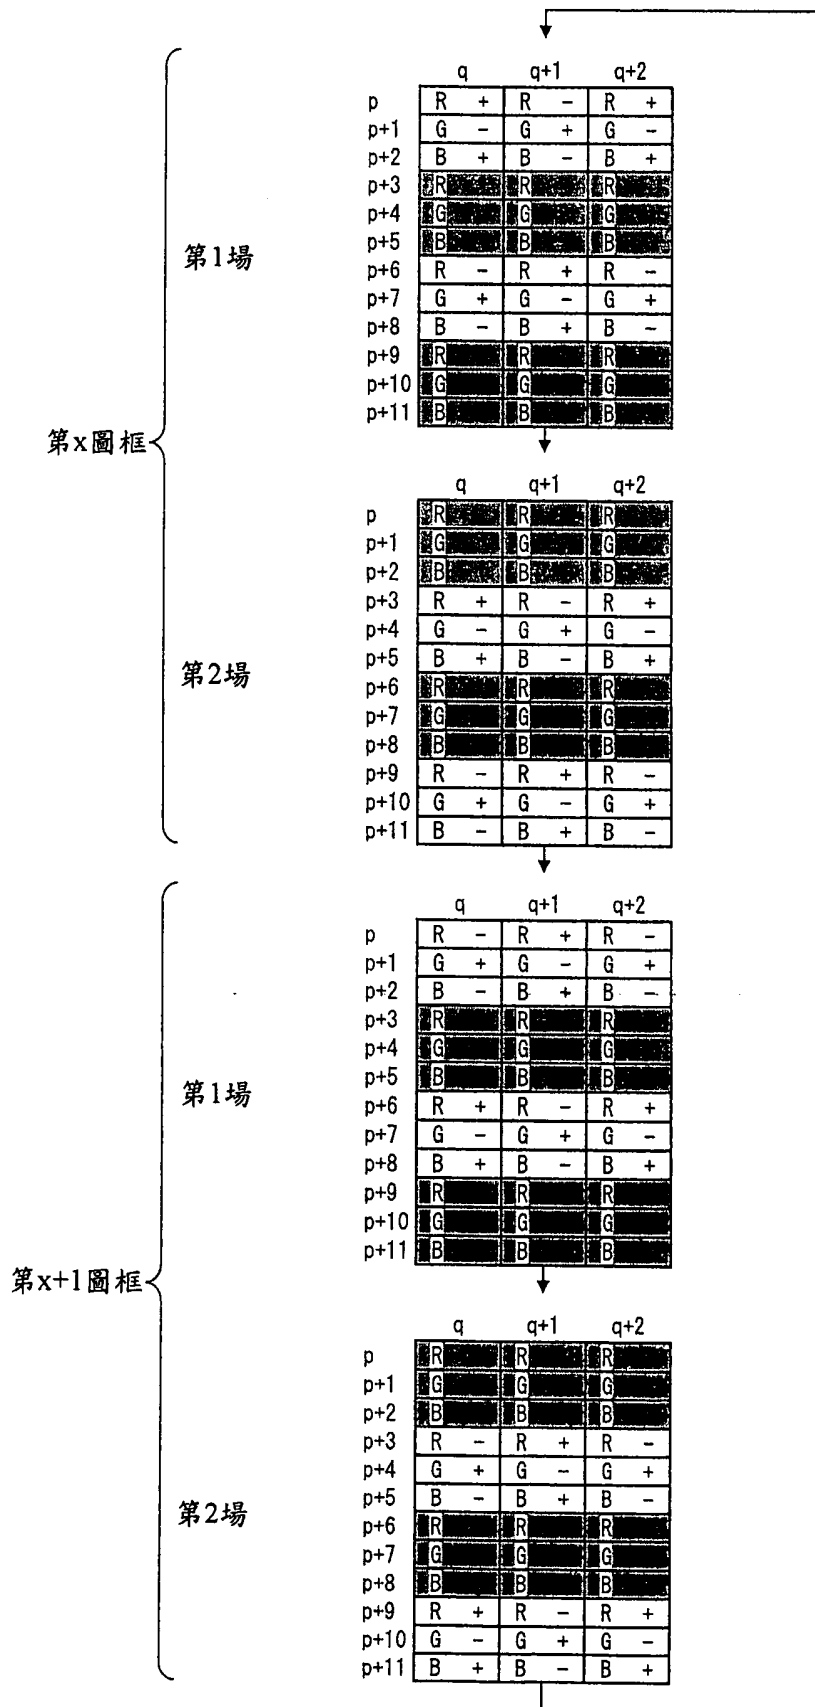 第x圖框
第1場
q q+1 q+2
p R + R − R +
p+1 G − G + G −
p+2 B + B − B +
p+3 R R R
p+4 G G G
p+5 B B B
p+6 R − R + R −
p+7 G + G − G +
p+8 B − B + B −
p+9 R R R
p+10 G G G
p+11 B B B
第2場
q q+1 q+2
p R R R
p+1 G G G
p+2 B B B
p+3 R + R − R +
p+4 G − G + G −
p+5 B + B − B +
p+6 R R R
p+7 G G G
p+8 B B B
p+9 R − R + R −
p+10 G + G − G +
p+11 B − B + B −
第x+1圖框
第1場
q q+1 q+2
p R − R + R −
p+1 G + G − G +
p+2 B − B + B −
p+3 R R R
p+4 G G G
p+5 B B B
p+6 R + R − R +
p+7 G − G + G −
p+8 B + B − B +
p+9 R R R
p+10 G G G
p+11 B B B
第2場
q q+1 q+2
p R R R
p+1 G G G
p+2 B B B
p+3 R − R + R −
p+4 G + G − G +
p+5 B − B + B −
p+6 R R R
p+7 G G G
p+8 B B B
p+9 R + R − R +
p+10 G − G + G −
p+11 B + B − B +